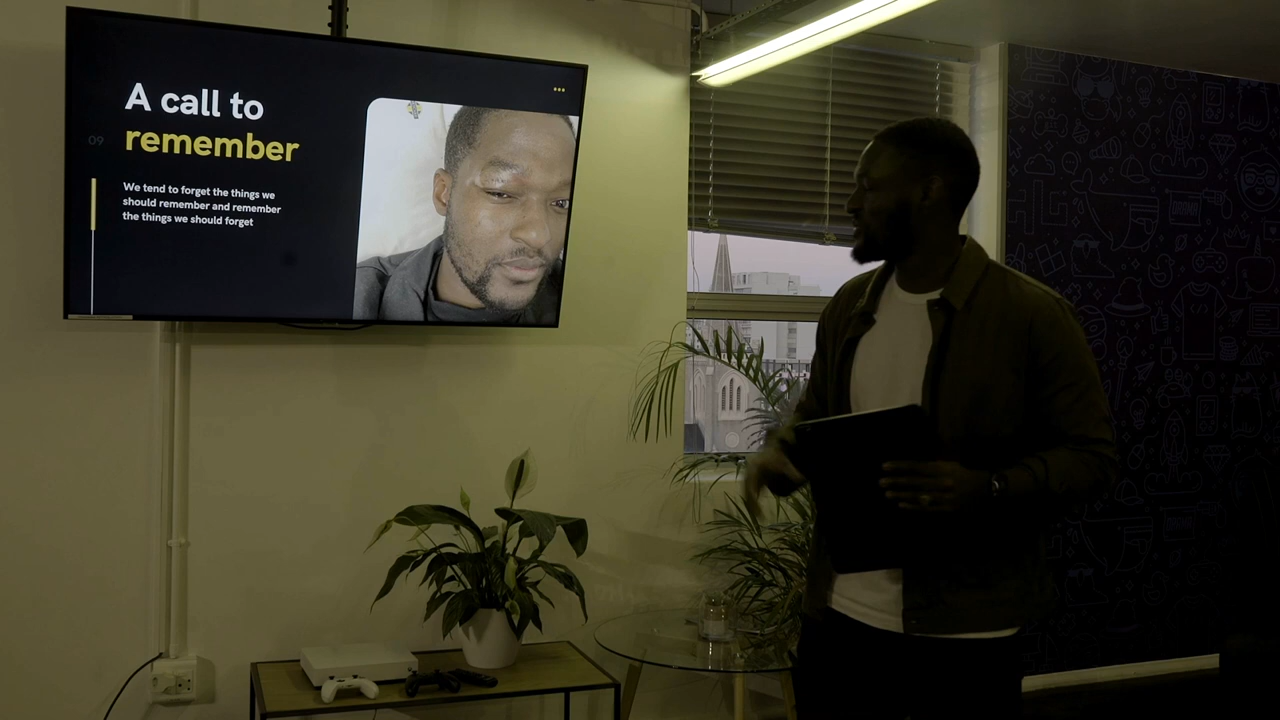 A call to
remember
09
We tend to forget the things we
should remember and remember
the things we should forget